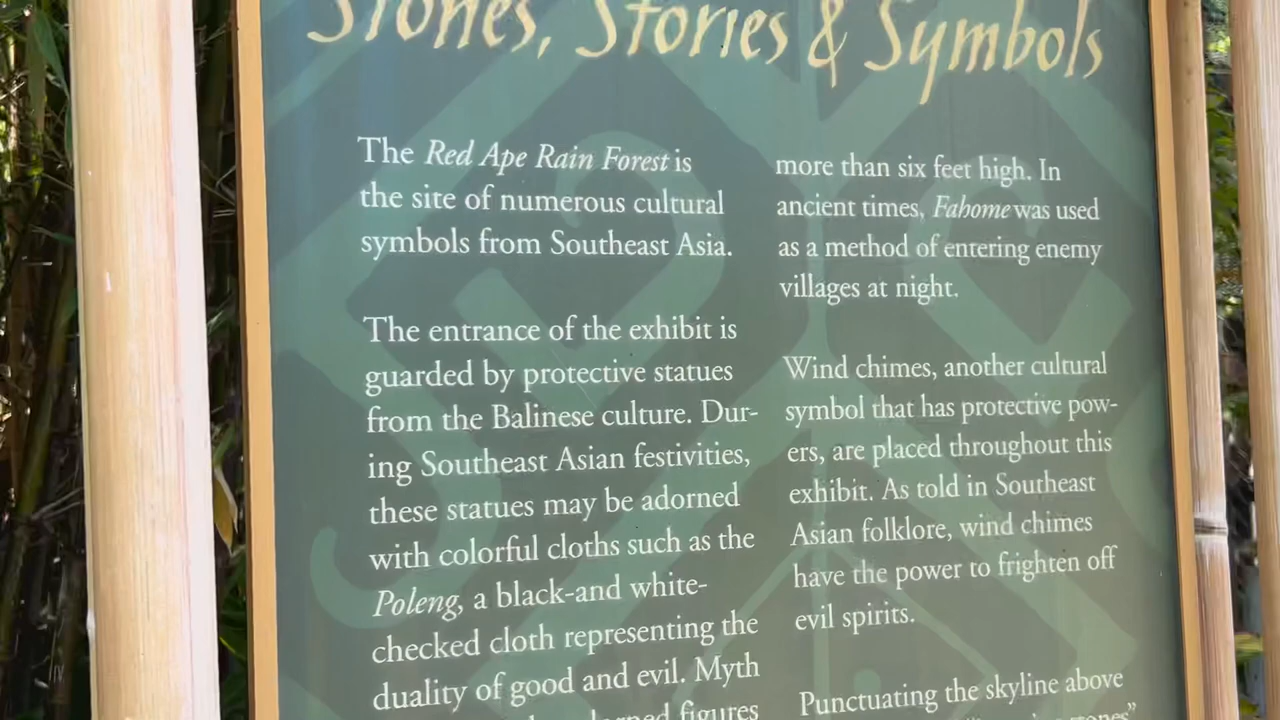 Stones, Stories & Symbols
The Red Ape Rain Forest is
the site of numerous cultural
symbols from Southeast Asia.
The entrance of the exhibit is
guarded by protective statues
from the Balinese culture. Dur-
ing Southeast Asian festivities,
these statues may be adorned
with colorful cloths such as the
Poleng, a black-and white-
checked cloth representing the
duality of good and evil. Myth
figures
more than six feet high. In
ancient times, Fahome was used
as a method of entering enemy
villages at night.
Wind chimes, another cultural
symbol that has protective pow-
ers, are placed throughout this
exhibit. As told in Southeast
Asian folklore, wind chimes
have the power to frighten off
evil spirits.
Punctuating the skyline above